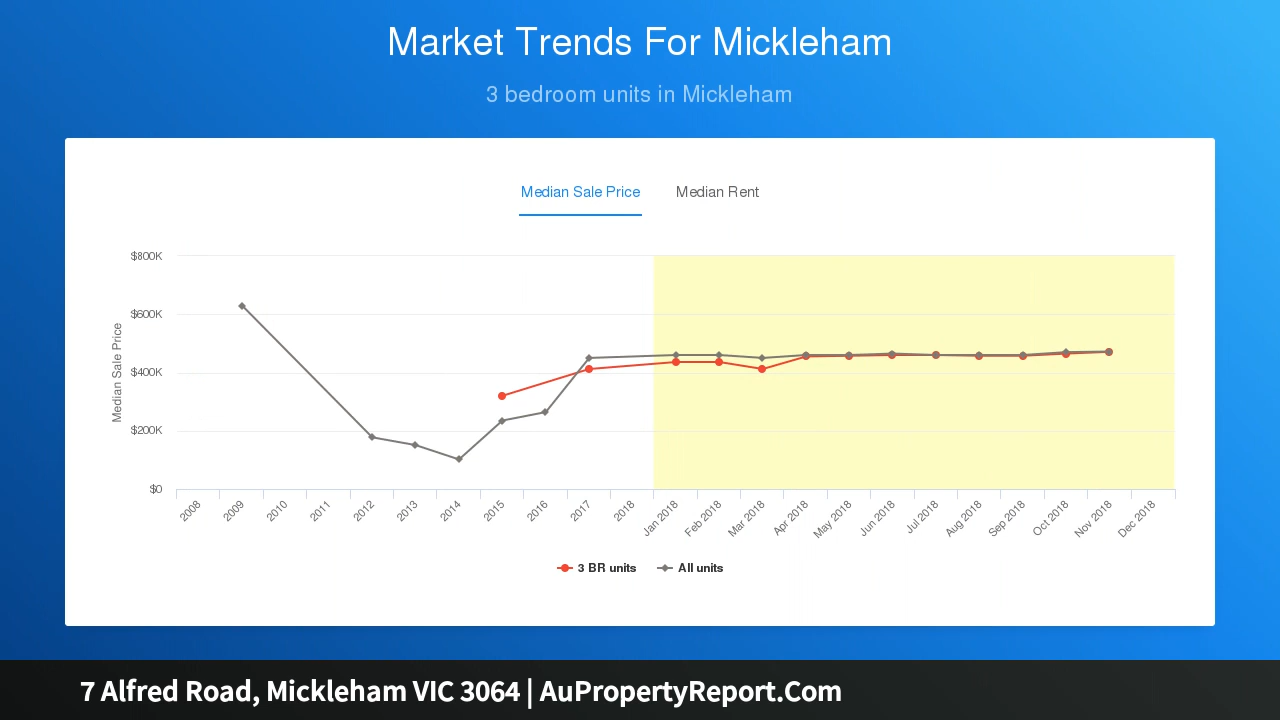 Market Trends For Mickleham
3 bedroom units in Mickleham
Median Sale Price Median Rent
Median Sale Price
$800K
$600K
$400K
$200K
$0
2008 2009 2010 2011 2012 2013 2014 2015 2016 2017 2018 Jan 2018 Feb 2018 Mar 2018 Apr 2018 May 2018 Jun 2018 Jul 2018 Aug 2018 Sep 2018 Oct 2018 Nov 2018 Dec 2018
3 BR units All units
7 Alfred Road, Mickleham VIC 3064 | AuPropertyReport.Com